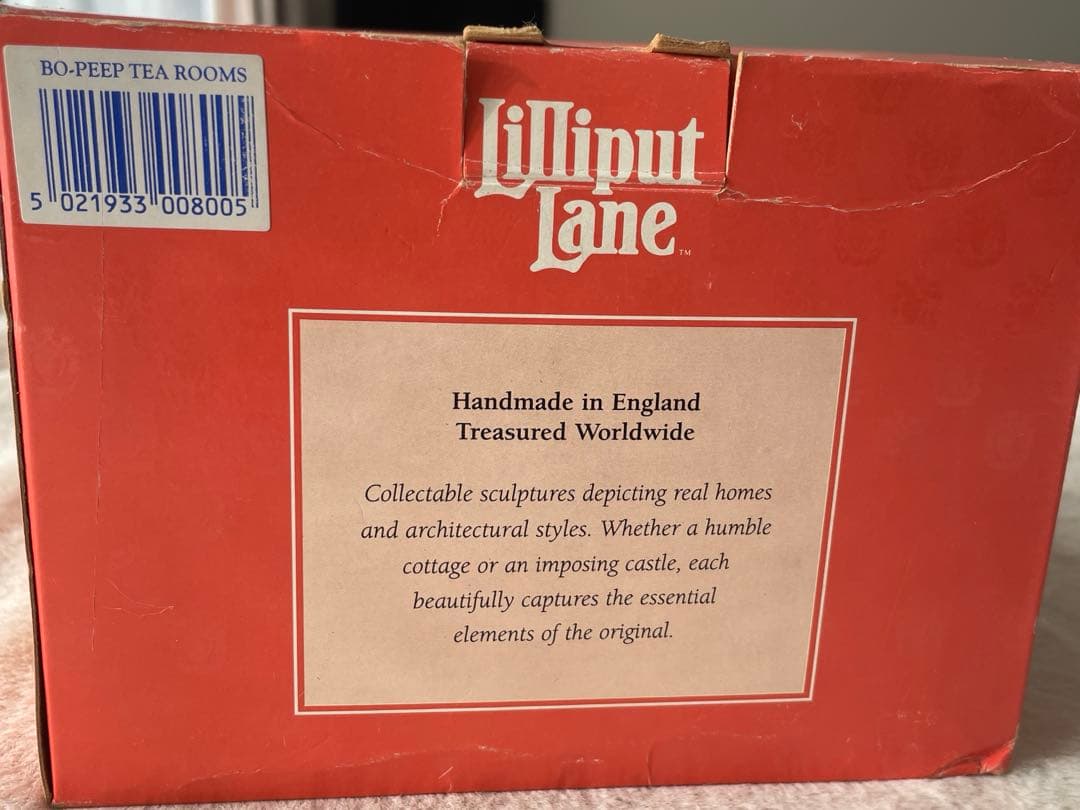 BO-PEEP TEA ROOMS
5 021933 008005
Lilliput
Lane
TM
Handmade in England
Treasured Worldwide
Collectable sculptures depicting real homes
and architectural styles. Whether a humble
cottage or an imposing castle, each
beautifully captures the essential
elements of the original.